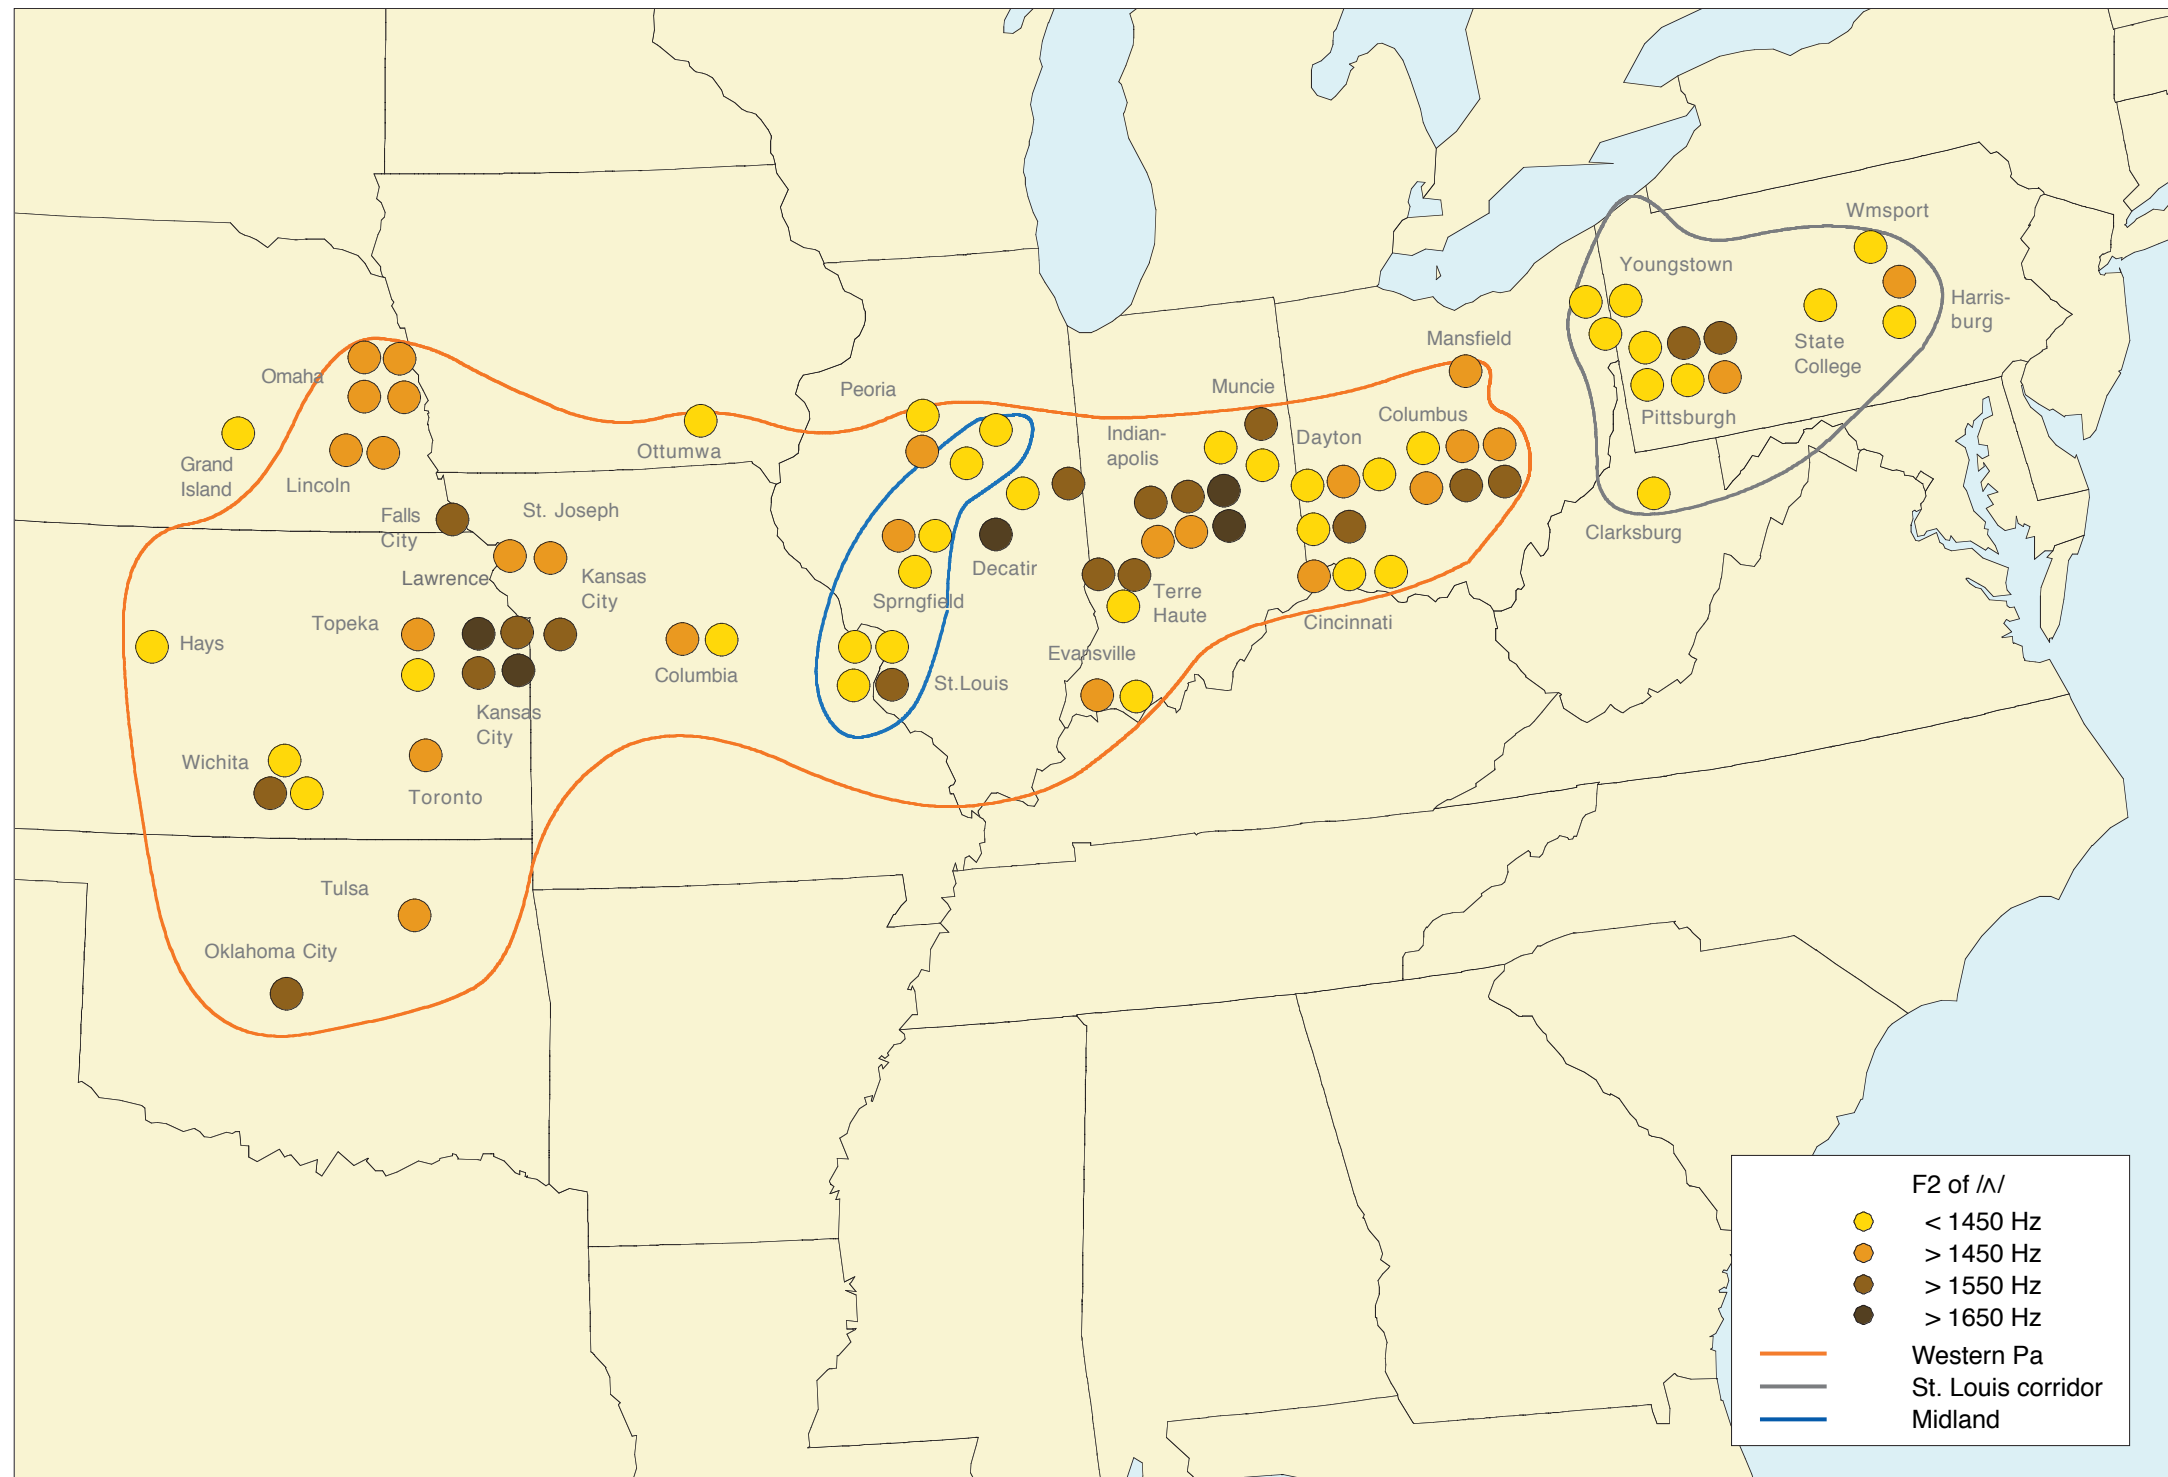 Wmsport
Youngstown
Harris-
burg
Mansfield
State
College
Omaha
Peoria
Muncie
Columbus
Pittsburgh
Indian-
apolis
Dayton
Ottumwa
Grand
Island
Lincoln
Falls
City
St. Joseph
Clarksburg
Decatir
Lawrence
Kansas
City
Sprngfield
Terre
Haute
Topeka
Cincinnati
Hays
Evansville
Columbia
St.Louis
Kansas
City
Wichita
Toronto
Tulsa
Oklahoma City
F2 of /ʌ/
< 1450 Hz
> 1450 Hz
> 1550 Hz
> 1650 Hz
Western Pa
St. Louis corridor
Midland